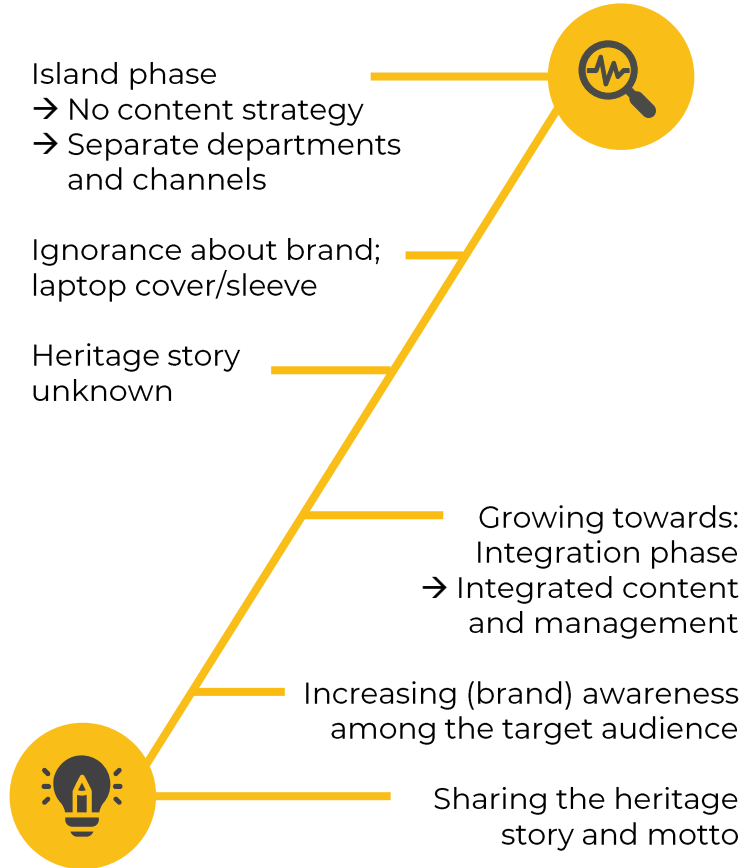 Island phase
→ No content strategy
→ Separate departments
and channels
Ignorance about brand;
laptop cover/sleeve
Heritage story
unknown
Growing towards:
Integration phase
→ Integrated content
and management
Increasing (brand) awareness
among the target audience
Sharing the heritage
story and motto